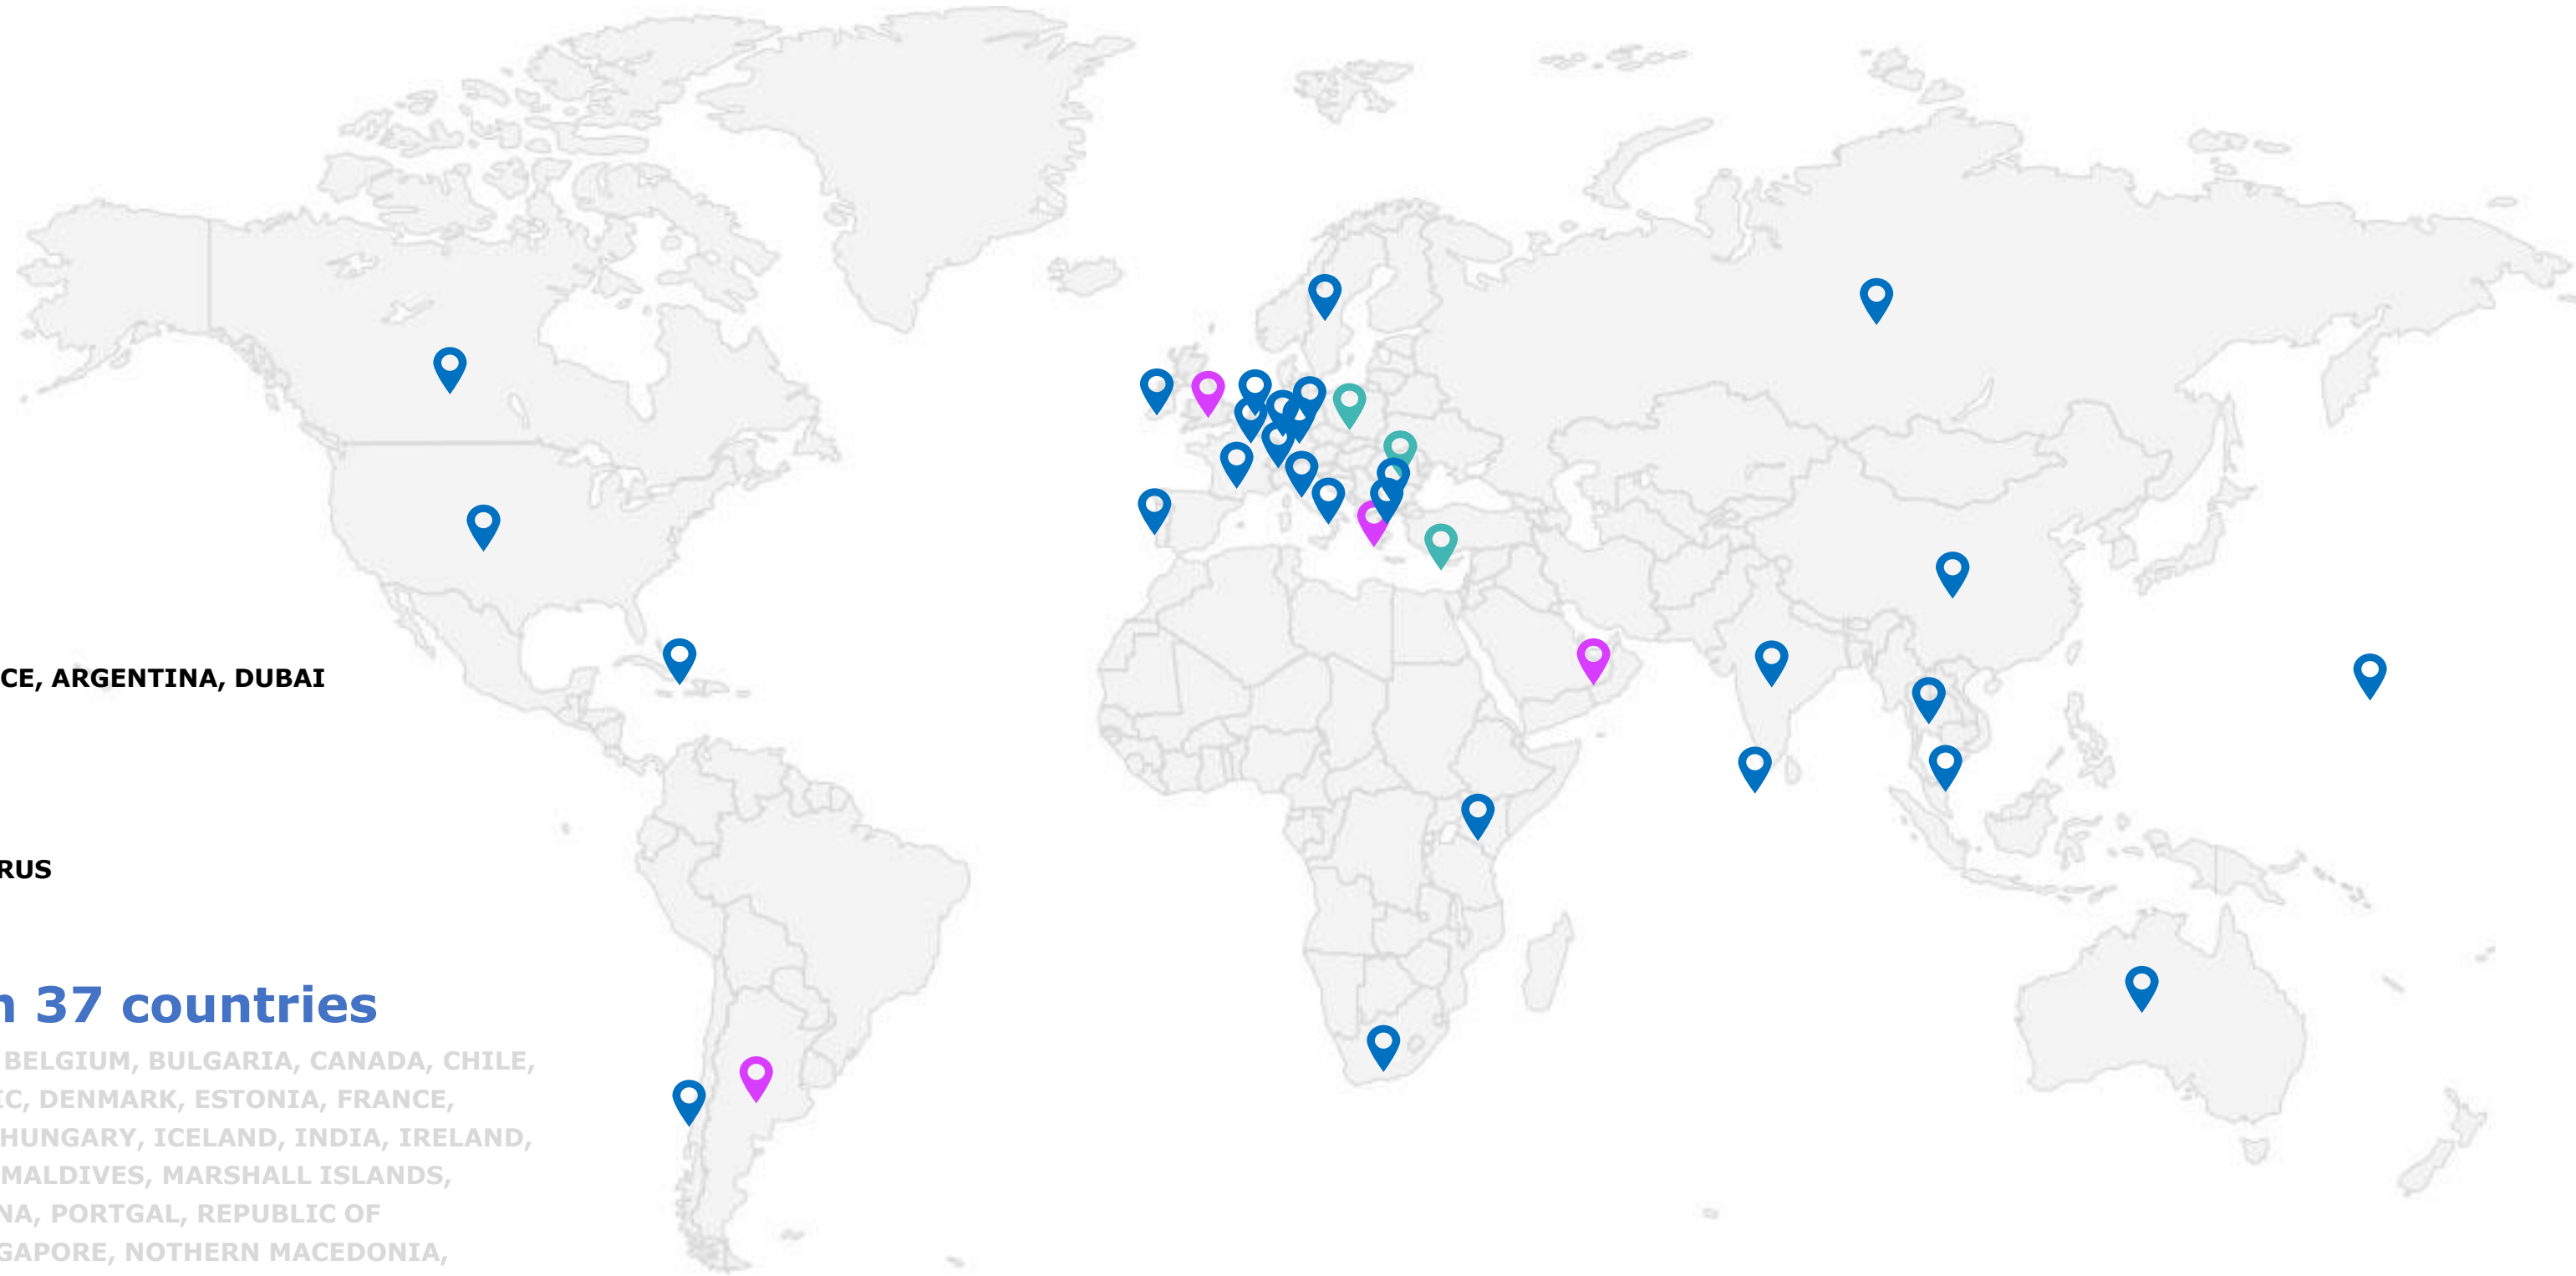 CE, ARGENTINA, DUBAI
RUS
n 37 countries
BELGIUM, BULGARIA, CANADA, CHILE,
IC, DENMARK, ESTONIA, FRANCE,
HUNGARY, ICELAND, INDIA, IRELAND,
MALDIVES, MARSHALL ISLANDS,
NA, PORTGAL, REPUBLIC OF
GAPORE, NOTHERN MACEDONIA,